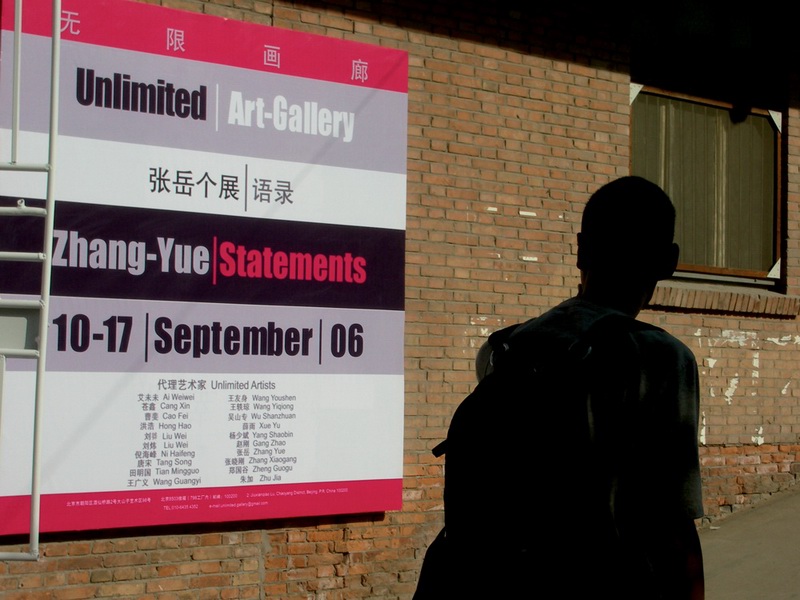 无限画廊
Unlimited | Art-Gallery
张岳个展 | 语录
Zhang-Yue | Statements
10-17 | September | 06
代理艺术家 Unlimited Artists
艾未未 Ai Weiwei 王友身 Wang Youshen
苍鑫 Cang Xin 王轶琼 Wang Yiqiong
曹斐 Cao Fei 吴山专 Wu Shanzhuan
洪浩 Hong Hao 薛雨 Xue Yu
Liu Wei 杨少斌 Yang Shaobin
刘炜 Liu Wei 赵刚 Gang Zhao
倪海峰 Ni Haifeng 张岳 Zhang Yue
唐宋 Tang Song 张晓刚 Zhang Xiaogang
田明国 Tian Mingguo 郑国谷 Zheng Guogu
王广义 Wang Guangyi 朱加 Zhu Jia